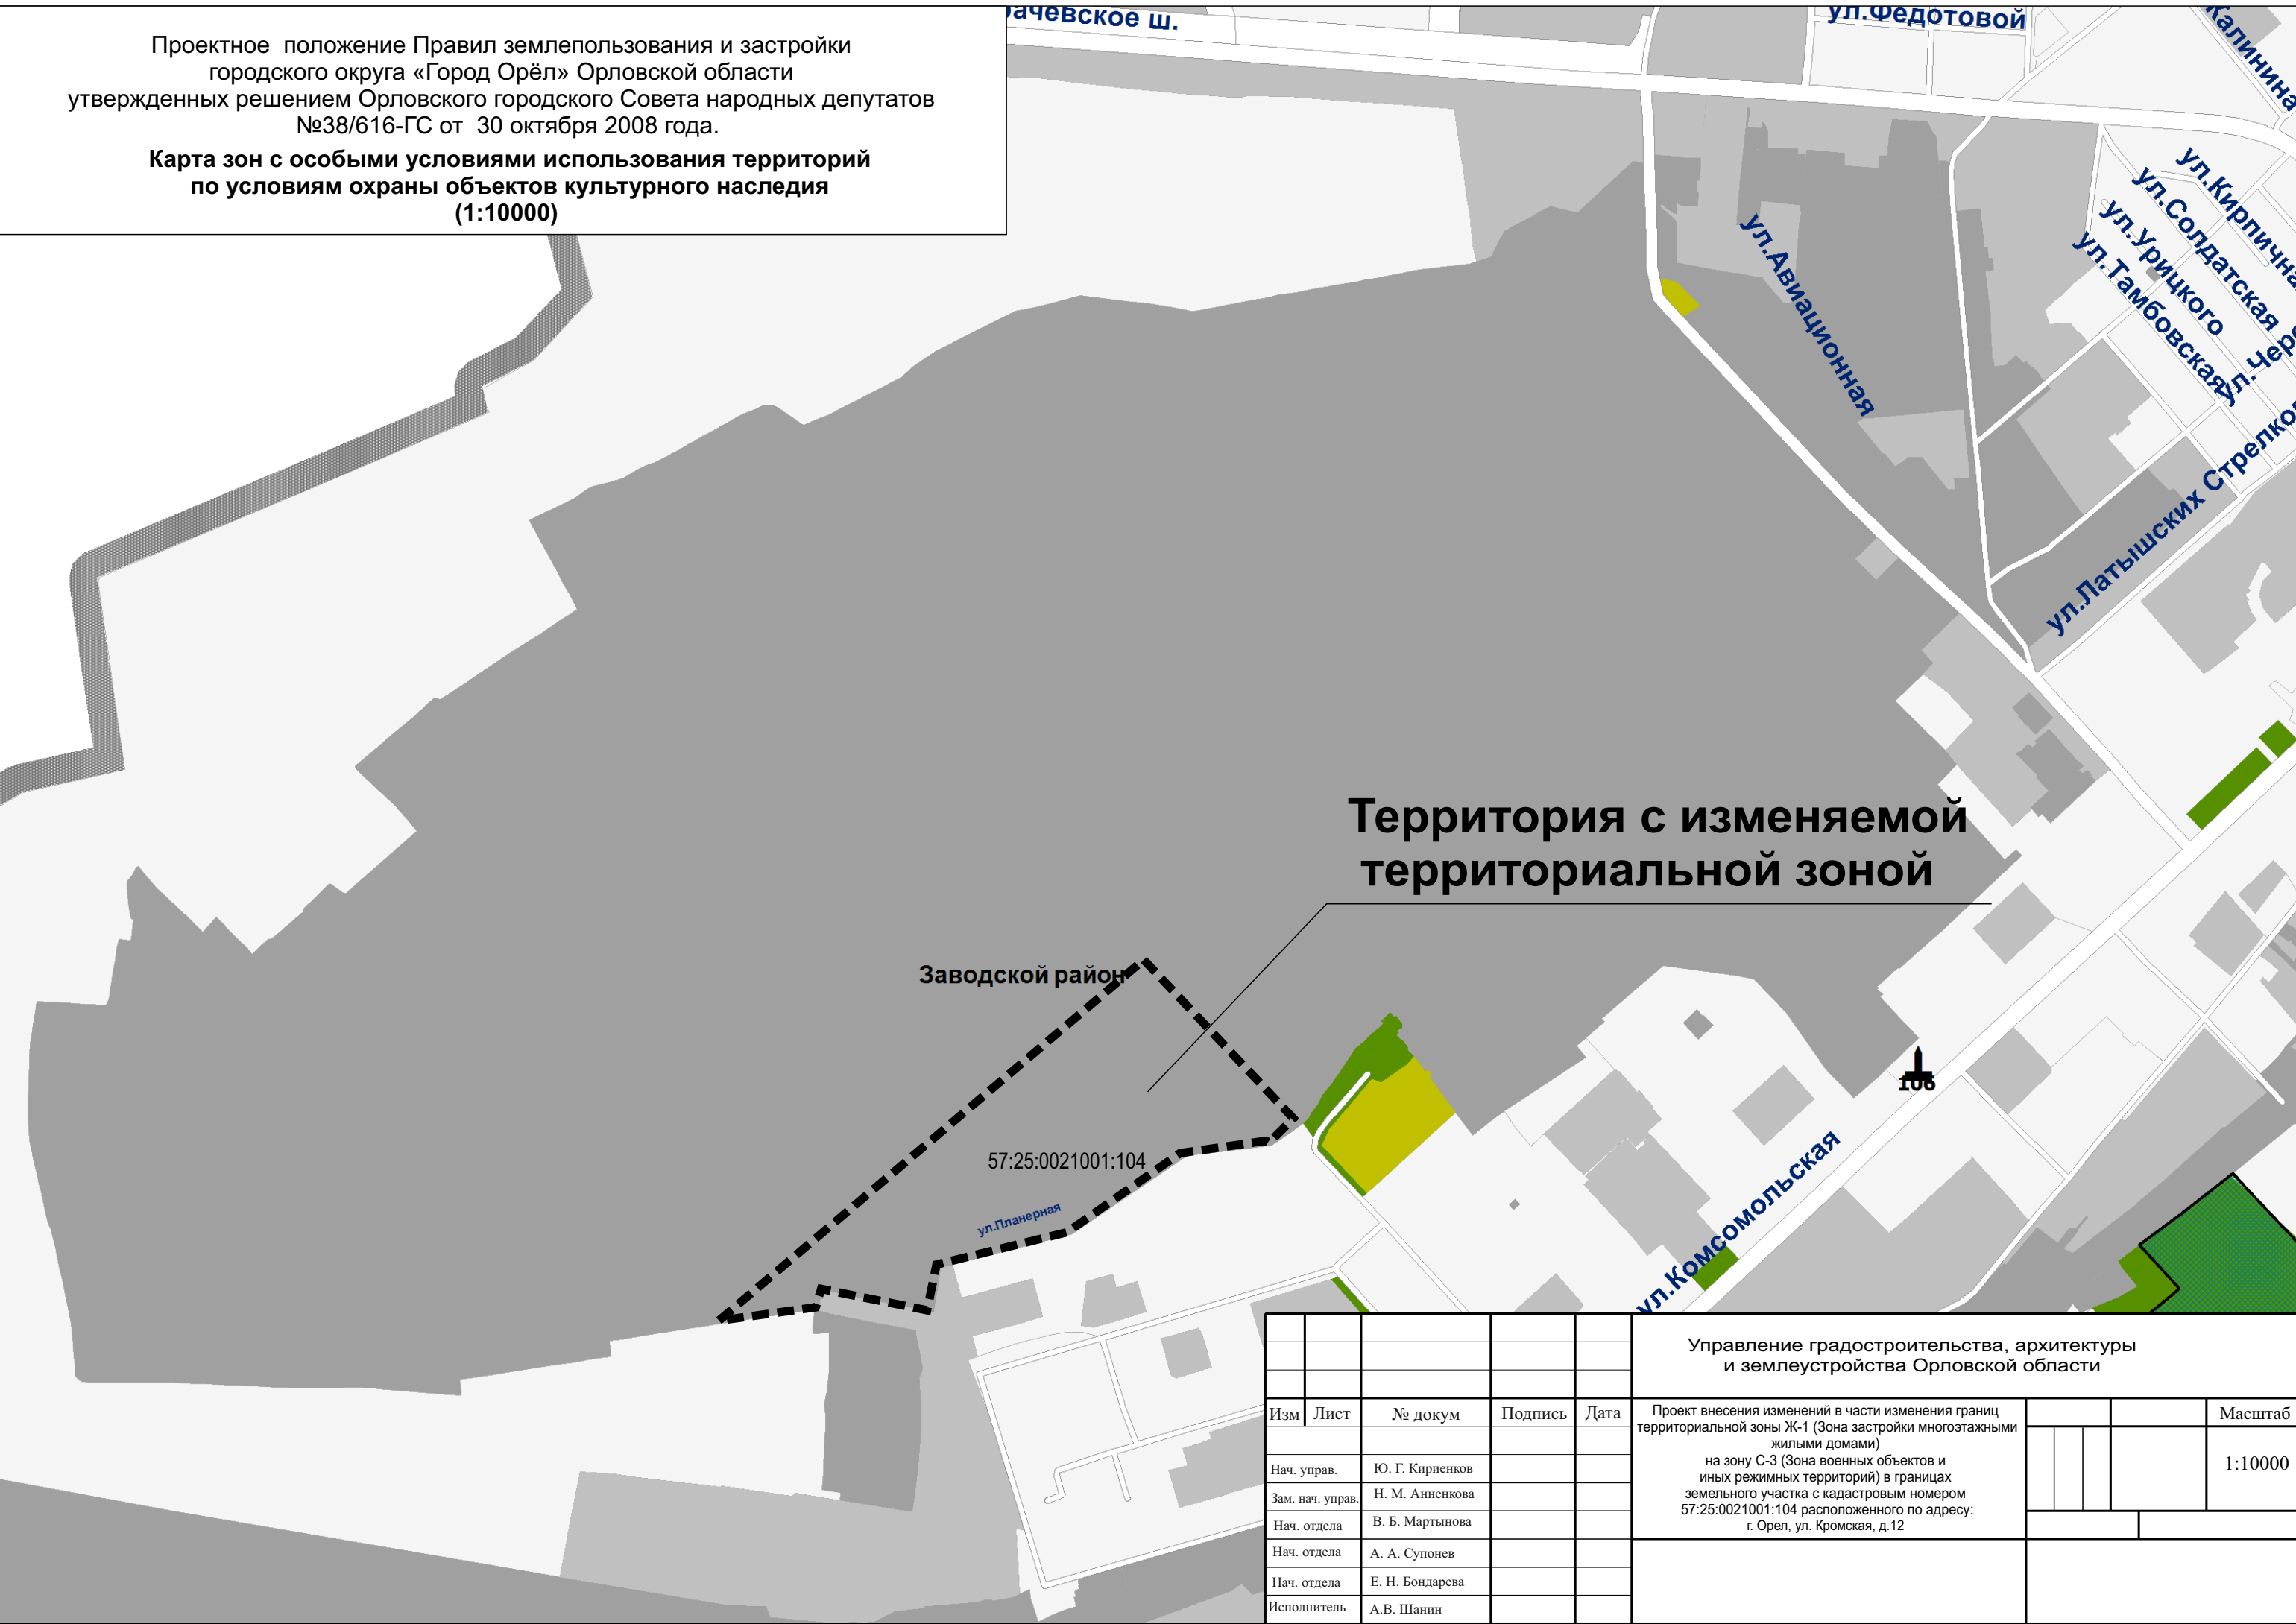 Проектное положение Правил землепользования и застройки
городского округа «Город Орёл» Орловской области
утвержденных решением Орловского городского Совета народных депутатов
№38/616-ГС от 30 октября 2008 года.
Карта зон с особыми условиями использования территорий
по условиям охраны объектов культурного наследия
(1:10000)
ш.
ул.Федотовой
Калинина
ул.Кирпична
ул.Солдатская
ул.Урицкого
ул.Тамбовская
ул.
ул.Авиационная
ул.Латышских
Территория с изменяемой
территориальной зоной
Заводской район
57:25:0021001:104
ул.Планерная
106
ул.Комсомольская
Управление градостроительства, архитектуры
и землеустройства Орловской области
Изм Лист № докум Подпись Дата
Проект внесения изменений в части изменения границ
территориальной зоны Ж-1 (Зона застройки многоэтажными
жилыми домами)
на зону С-3 (Зона военных объектов и
иных режимных территорий) в границах
земельного участка с кадастровым номером
57:25:0021001:104 расположенного по адресу:
г. Орел, ул. Кромская, д.12
Масштаб
1:10000
Нач. управ. Ю. Г. Кириенков
Зам. нач. управ. Н. М. Анненкова
Нач. отдела В. Б. Мартынова
Нач. отдела А. А. Супонев
Нач. отдела Е. Н. Бондарева
Исполнитель А.В. Шанин